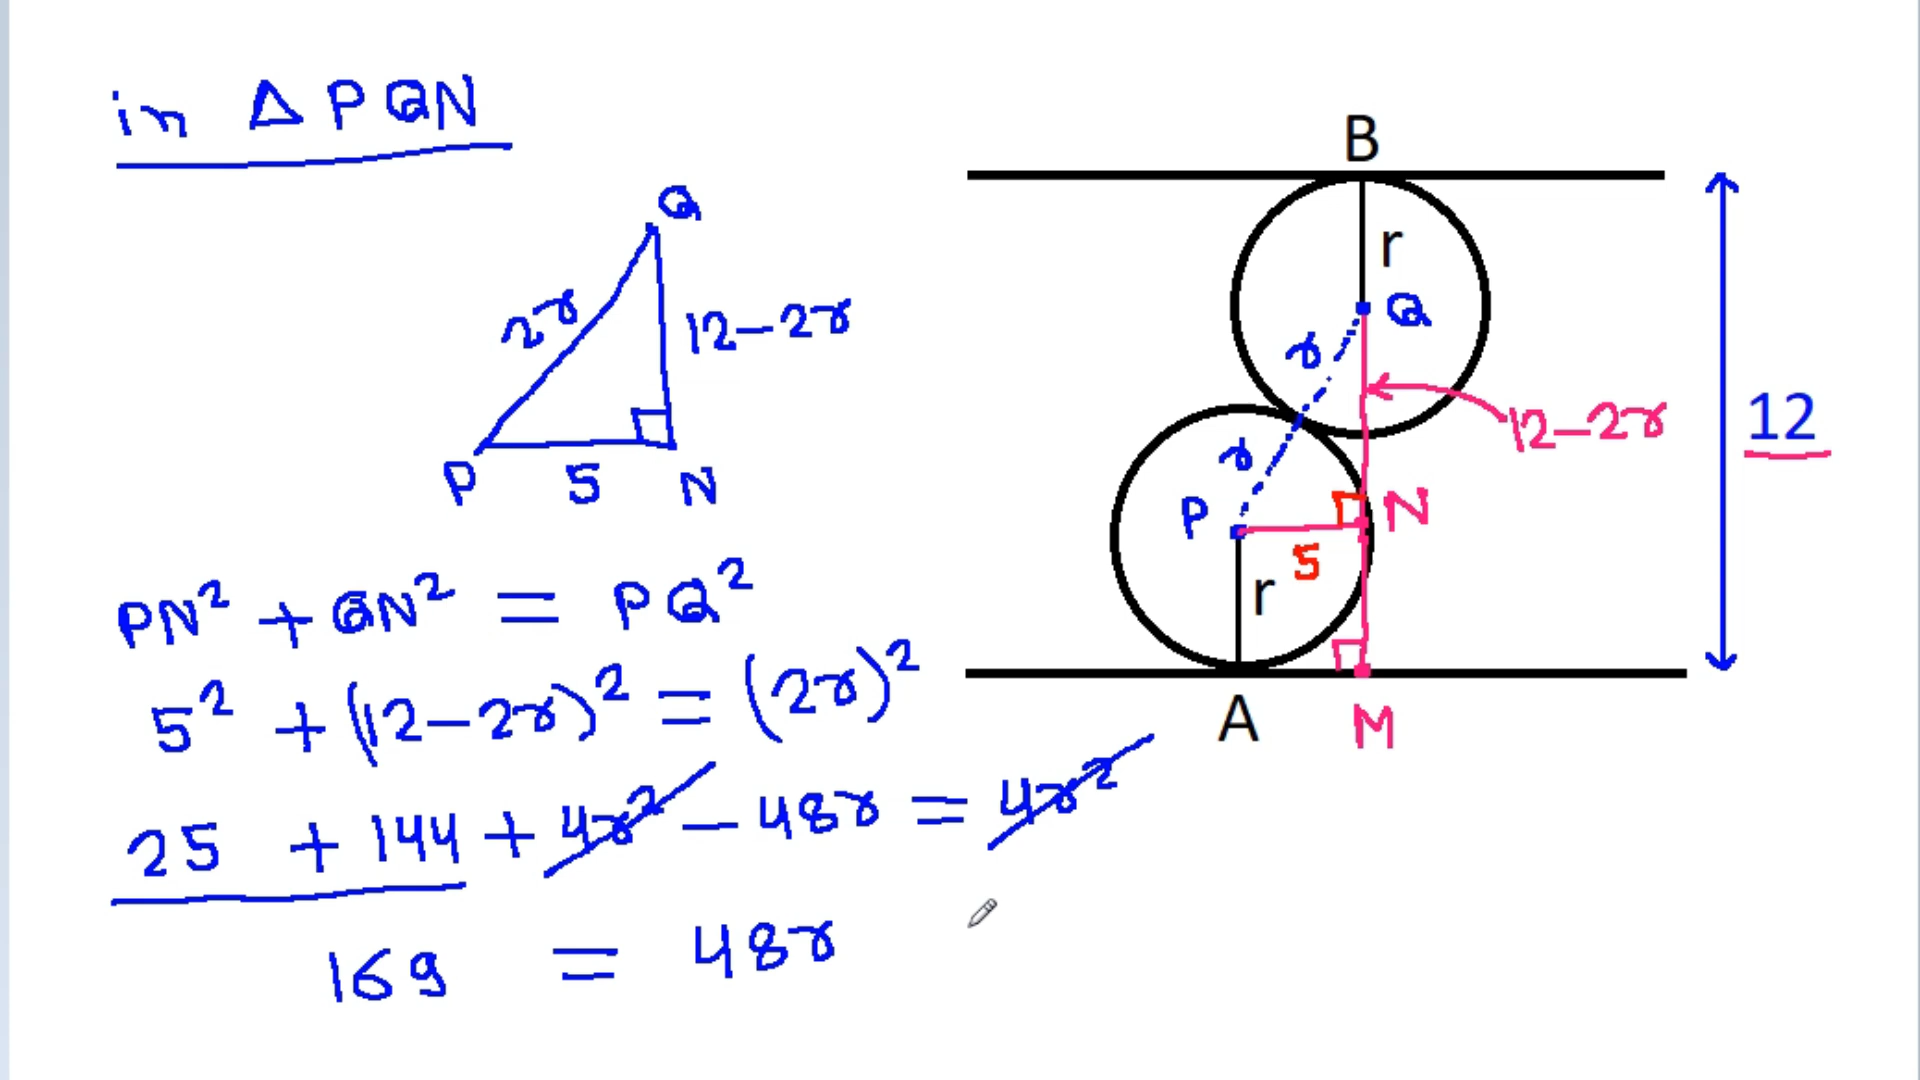 in Δ PQN
Q
2r
12-2r
P
5
N
PN² + QN² = PQ²
5² + (12-2r)² = (2r)²
25 + 144 + 4r² - 48r = 4r²
169 = 48r
B
r
Q
r
12-2r
12
r
P
N
5
r
A
M